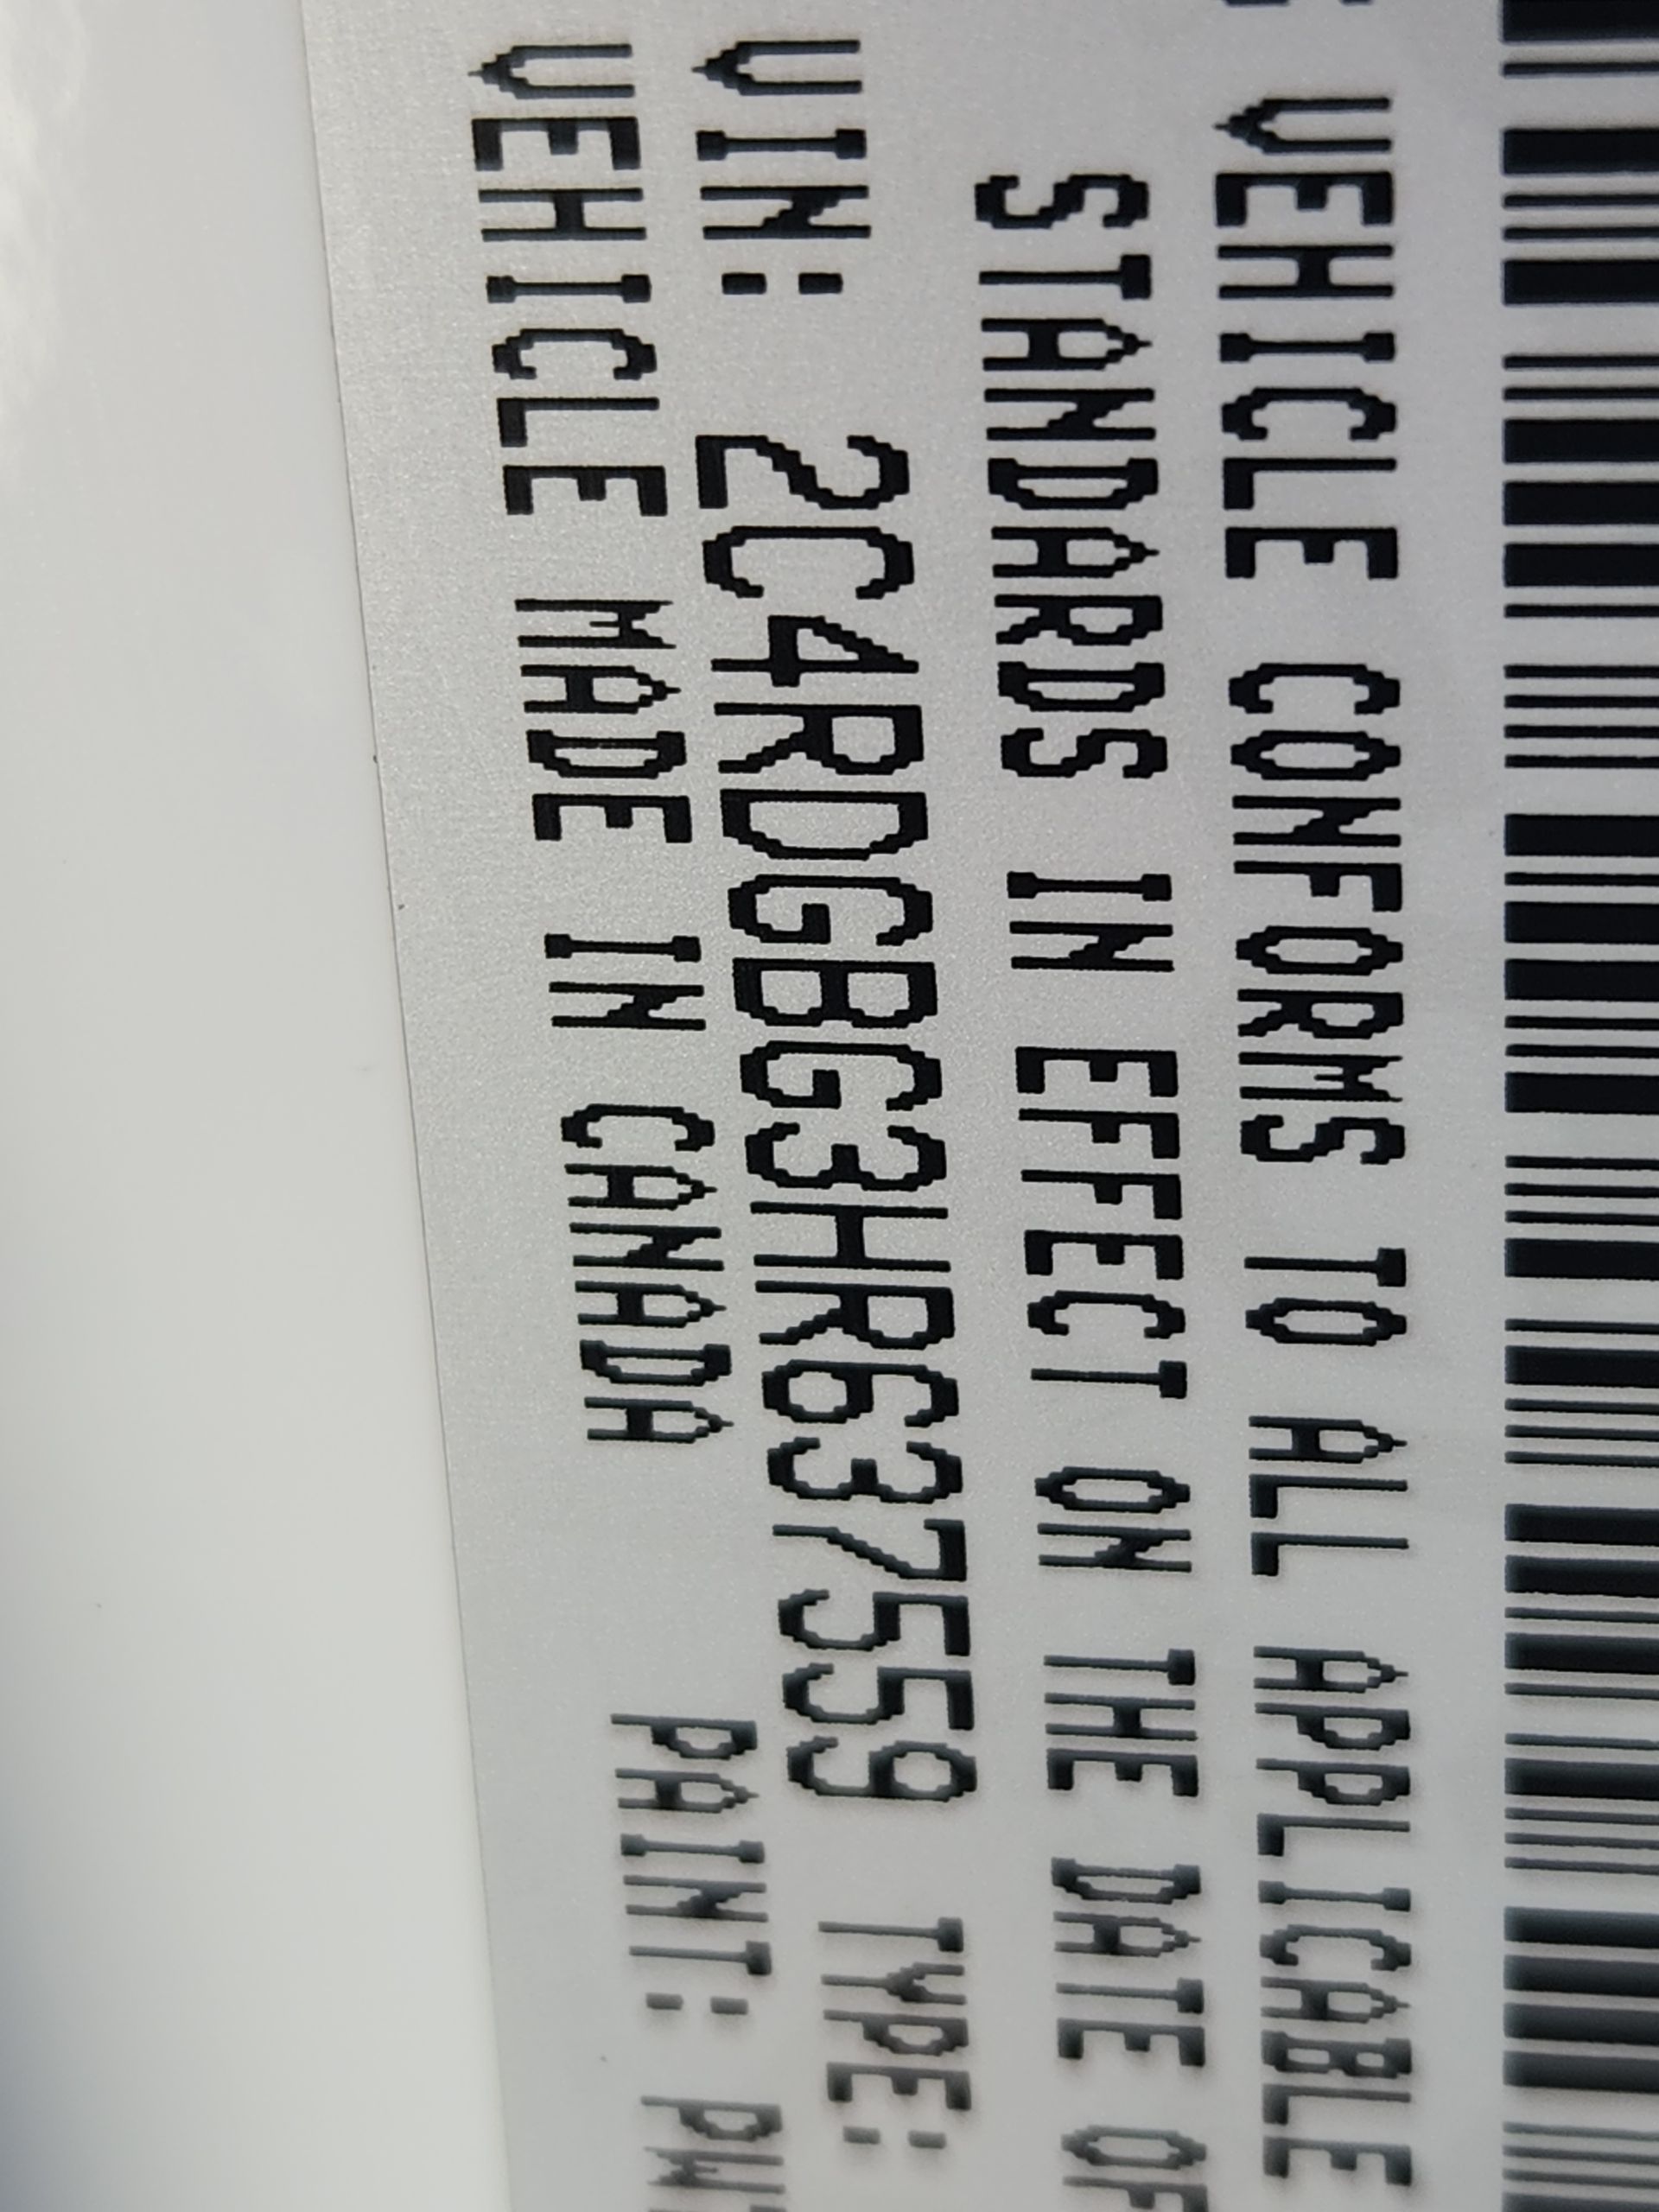 VEHICLE CONFORMS TO ALL APPLICABLE
STANDARDS IN EFFECT ON THE DATE OF
VIN: 2C4RDGBG3HR637559 TYPE:
VEHICLE MADE IN CANADA PAINT: